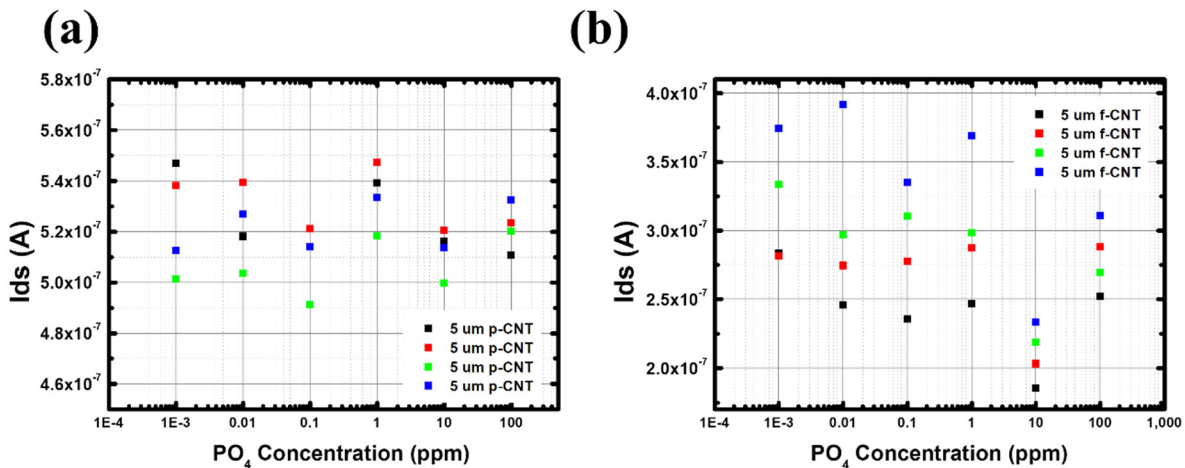 (a)
5.8x10⁻⁷
5.6x10⁻⁷
5.4x10⁻⁷
5.2x10⁻⁷
5.0x10⁻⁷
4.8x10⁻⁷
4.6x10⁻⁷
Ids (A)
5 um p-CNT
5 um p-CNT
5 um p-CNT
5 um p-CNT
1E-4 1E-3 0.01 0.1 1 10 100
PO₄ Concentration (ppm)
(b)
4.0x10⁻⁷
3.5x10⁻⁷
3.0x10⁻⁷
2.5x10⁻⁷
2.0x10⁻⁷
Ids (A)
5 um f-CNT
5 um f-CNT
5 um f-CNT
5 um f-CNT
1E-4 1E-3 0.01 0.1 1 10 100 1,000
PO₄ Concentration (ppm)